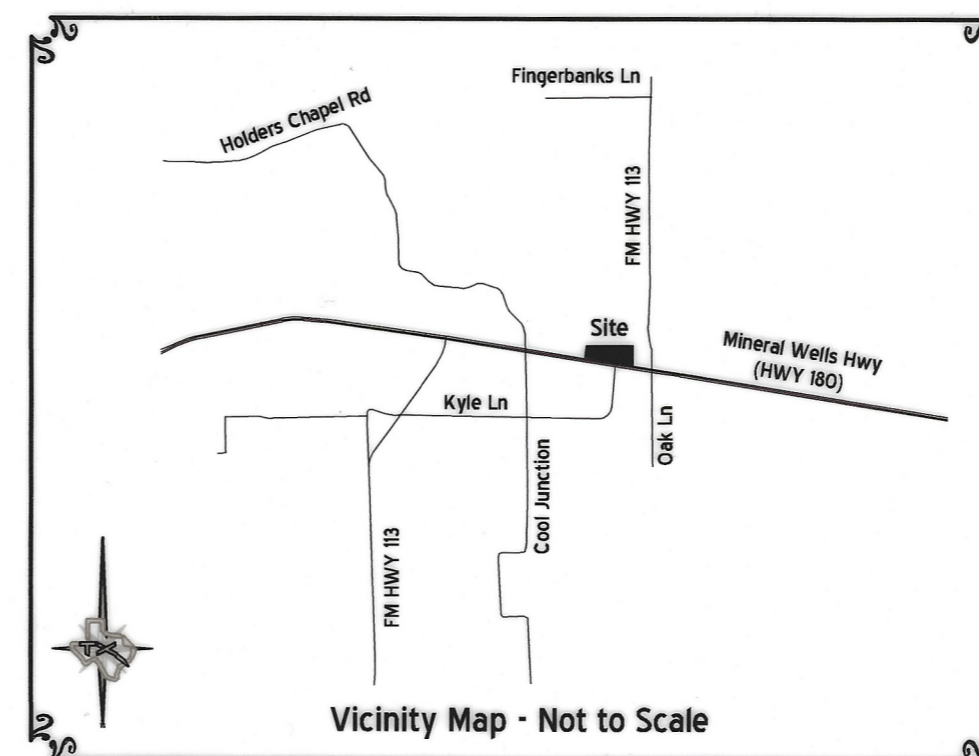 Fingerbanks Ln
Holders Chapel Rd
FM HWY 113
Site
Mineral Wells Hwy
(HWY 180)
Kyle Ln
Oak Ln
Cool Junction
FM HWY 113
TX
Vicinity Map - Not to Scale